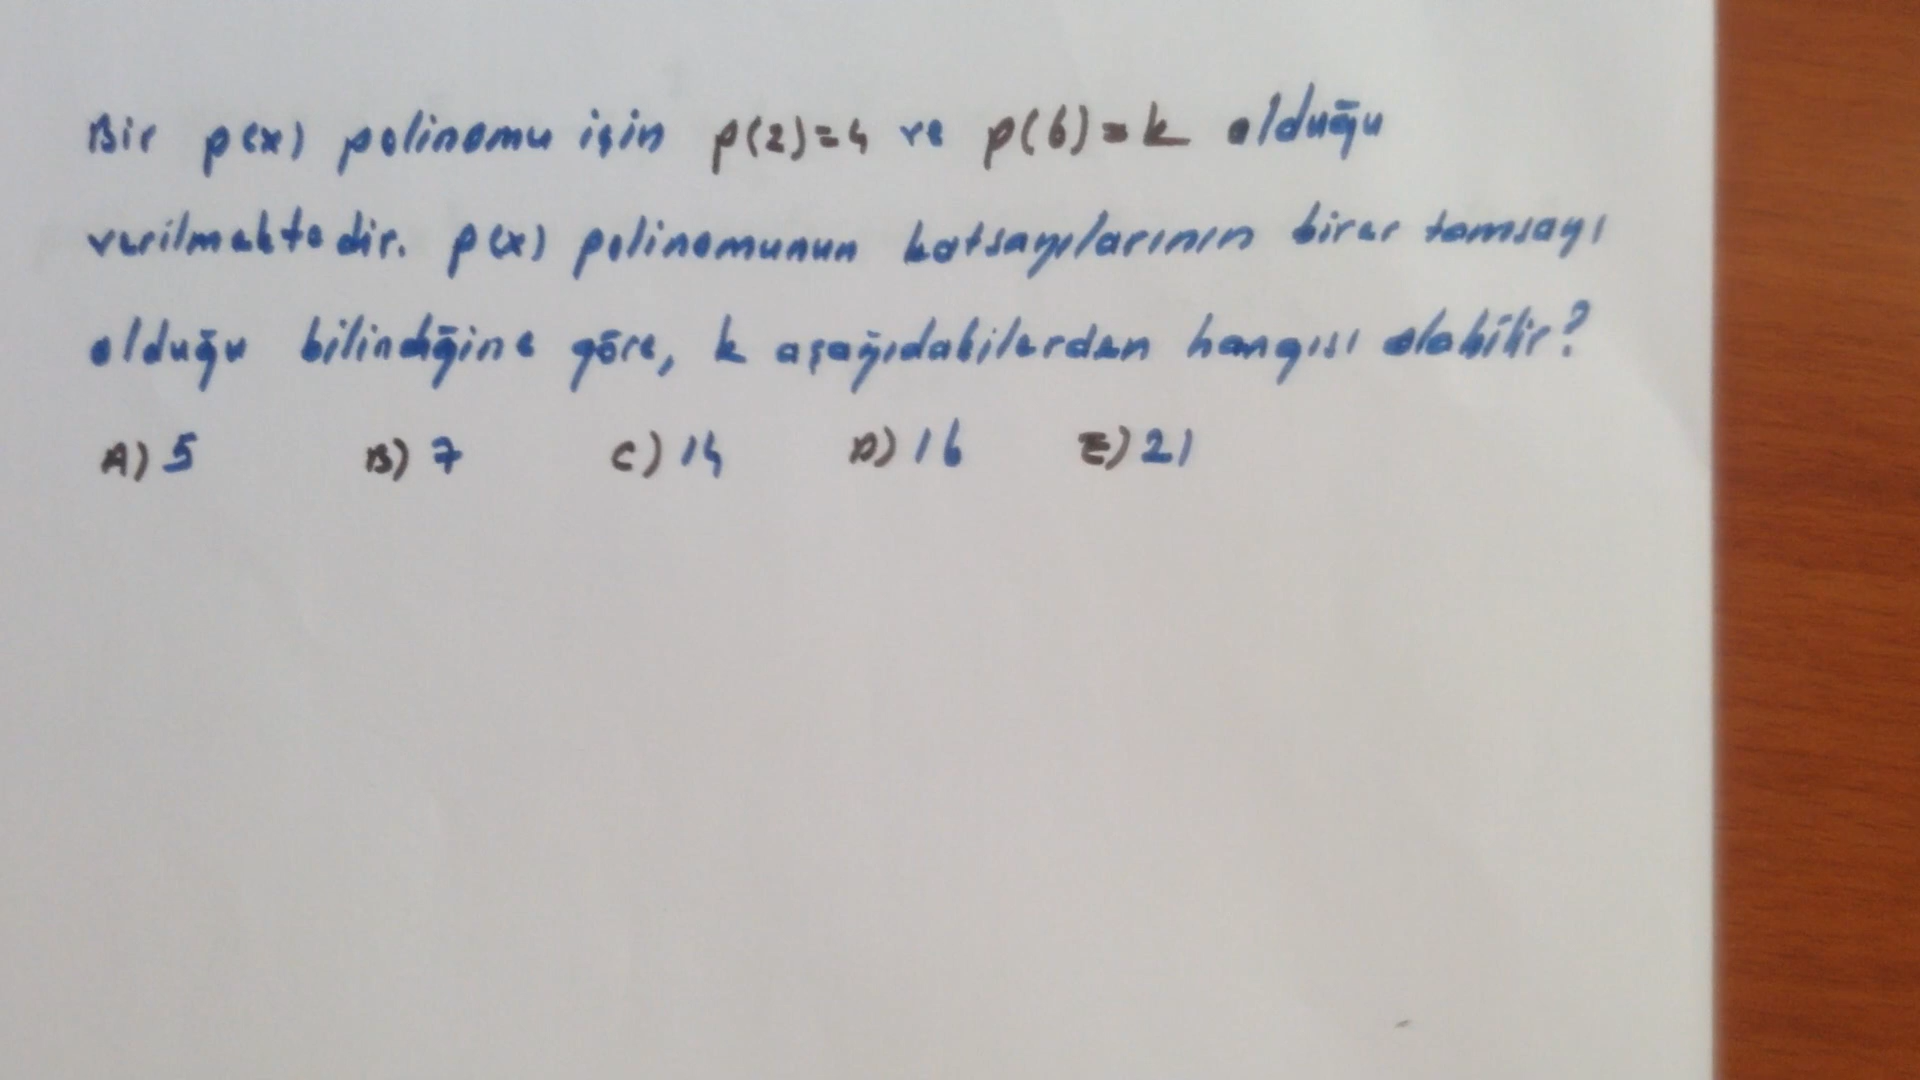 Bir p(x) polinomu için p(2)=4 ve p(6)=k olduğu
verilmektedir. p(x) polinomunun katsayılarının birer tamsayı
olduğu bilindiğine göre, k aşağıdakilerden hangisi olabilir?
A) 5 B) 7 C) 14 D) 16 E) 21